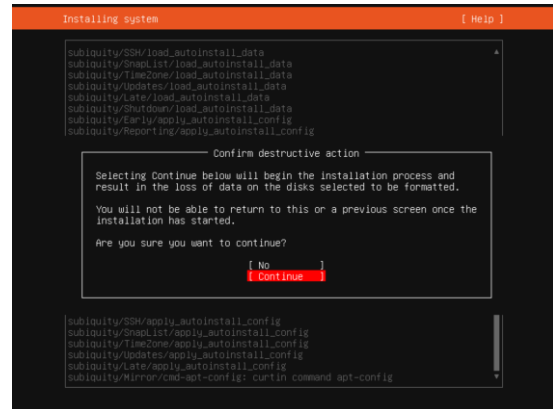 Installing system [ Help ]
subiquity/SSH/load_autoinstall_data
subiquity/SnapList/load_autoinstall_data
subiquity/TimeZone/load_autoinstall_data
subiquity/Updates/load_autoinstall_data
subiquity/Late/load_autoinstall_data
subiquity/Shutdown/load_autoinstall_data
subiquity/Early/apply_autoinstall_config
subiquity/Reporting/apply_autoinstall_config
Confirm destructive action
Selecting Continue below will begin the installation process and
result in the loss of data on the disks selected to be formatted.
You will not be able to return to this or a previous screen once the
installation has started.
Are you sure you want to continue?
[ No ]
[ Continue ]
subiquity/SSH/apply_autoinstall_config
subiquity/SnapList/apply_autoinstall_config
subiquity/TimeZone/apply_autoinstall_config
subiquity/Updates/apply_autoinstall_config
subiquity/Late/apply_autoinstall_config
subiquity/Mirror/cmd-apt-config: curtin command apt-config